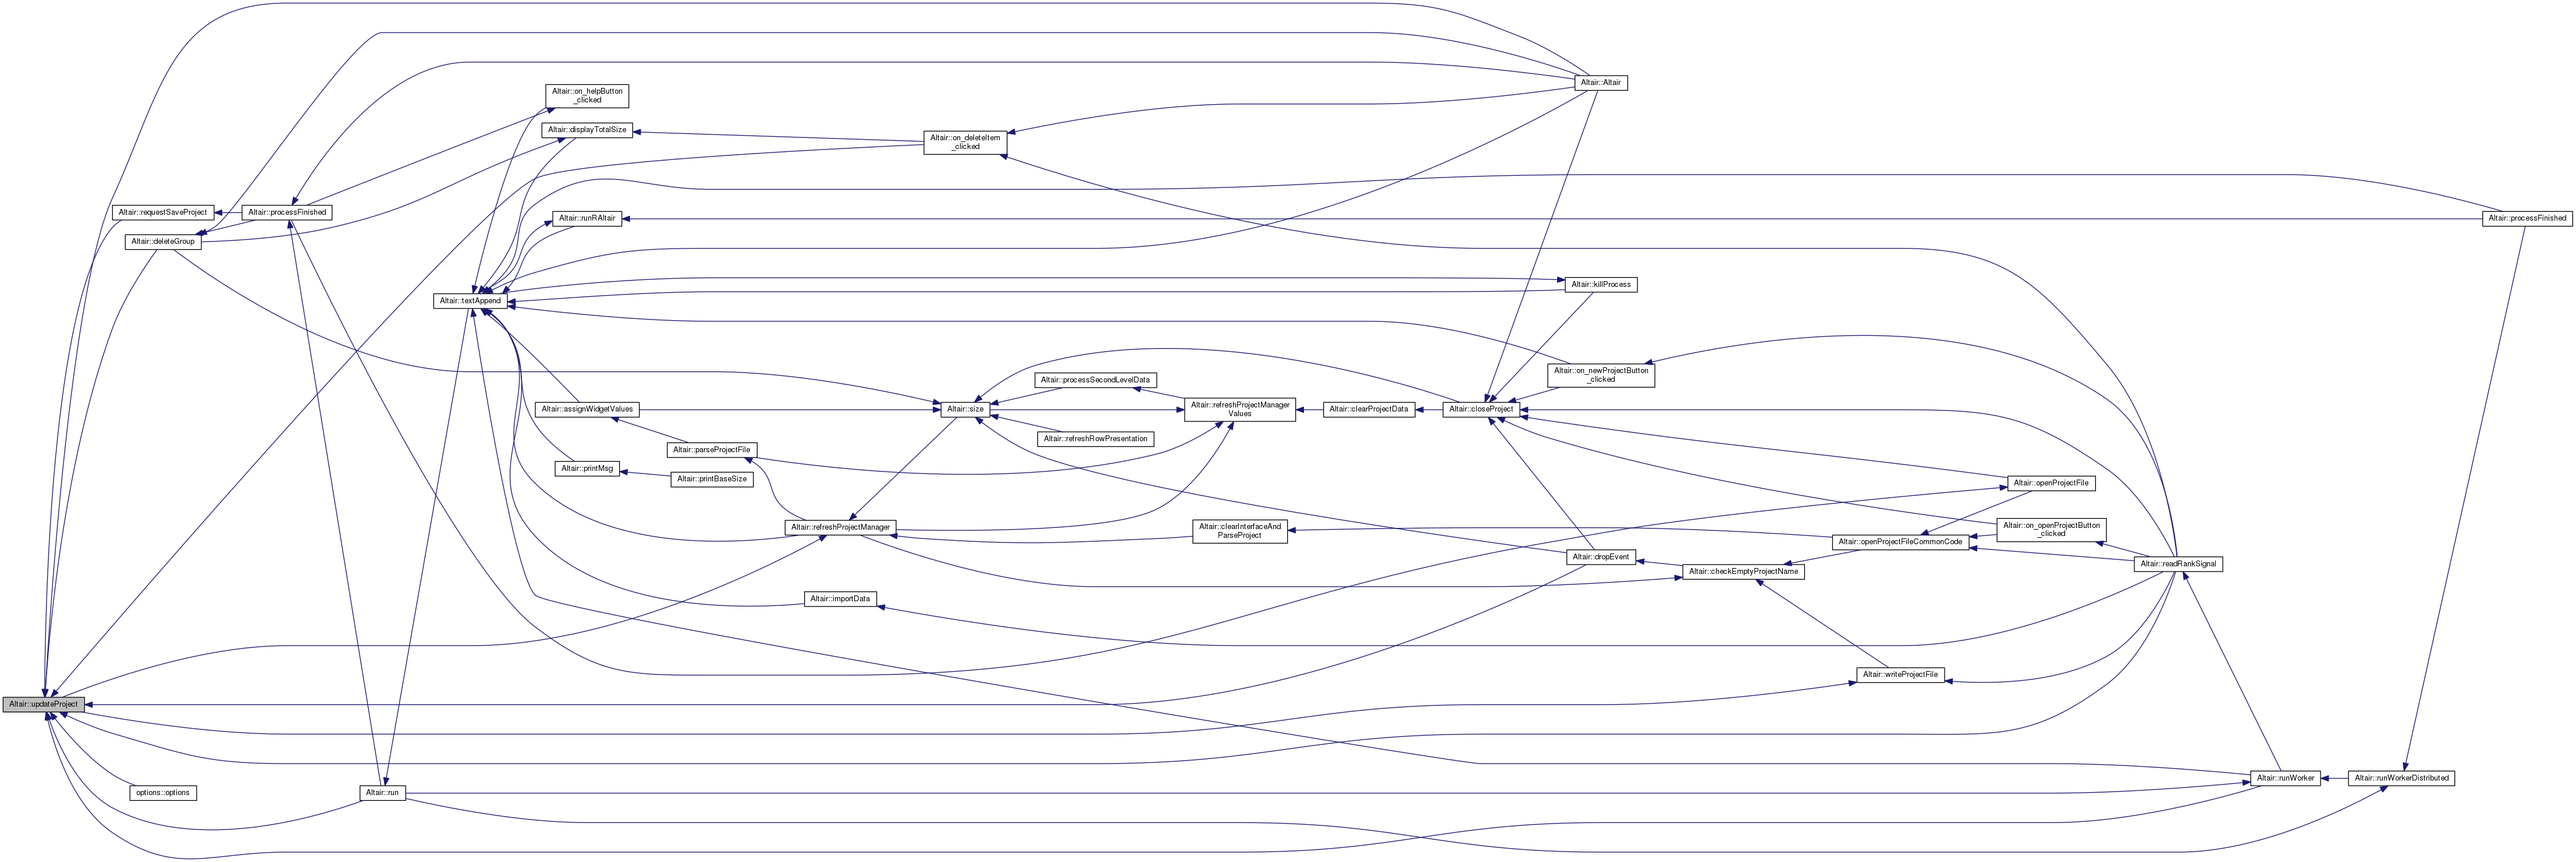 Altair::Altair
Altair::on_helpButton
_clicked
Altair::displayTotalSize
Altair::on_deleteItem
_clicked
Altair::requestSaveProject
Altair::processFinished
Altair::runRAltair
Altair::processFinished
Altair::deleteGroup
Altair::killProcess
Altair::textAppend
Altair::on_newProjectButton
_clicked
Altair::processSecondLevelData
Altair::assignWidgetValues
Altair::size
Altair::refreshProjectManager
Values
Altair::clearProjectData
Altair::closeProject
Altair::refreshRowPresentation
Altair::parseProjectFile
Altair::printMsg
Altair::printBaseSize
Altair::openProjectFile
Altair::refreshProjectManager
Altair::clearInterfaceAnd
ParseProject
Altair::on_openProjectButton
_clicked
Altair::openProjectFileCommonCode
Altair::dropEvent
Altair::readRankSignal
Altair::checkEmptyProjectName
Altair::importData
Altair::writeProjectFile
Altair::updateProject
Altair::runWorker
Altair::runWorkerDistributed
options::options
Altair::run